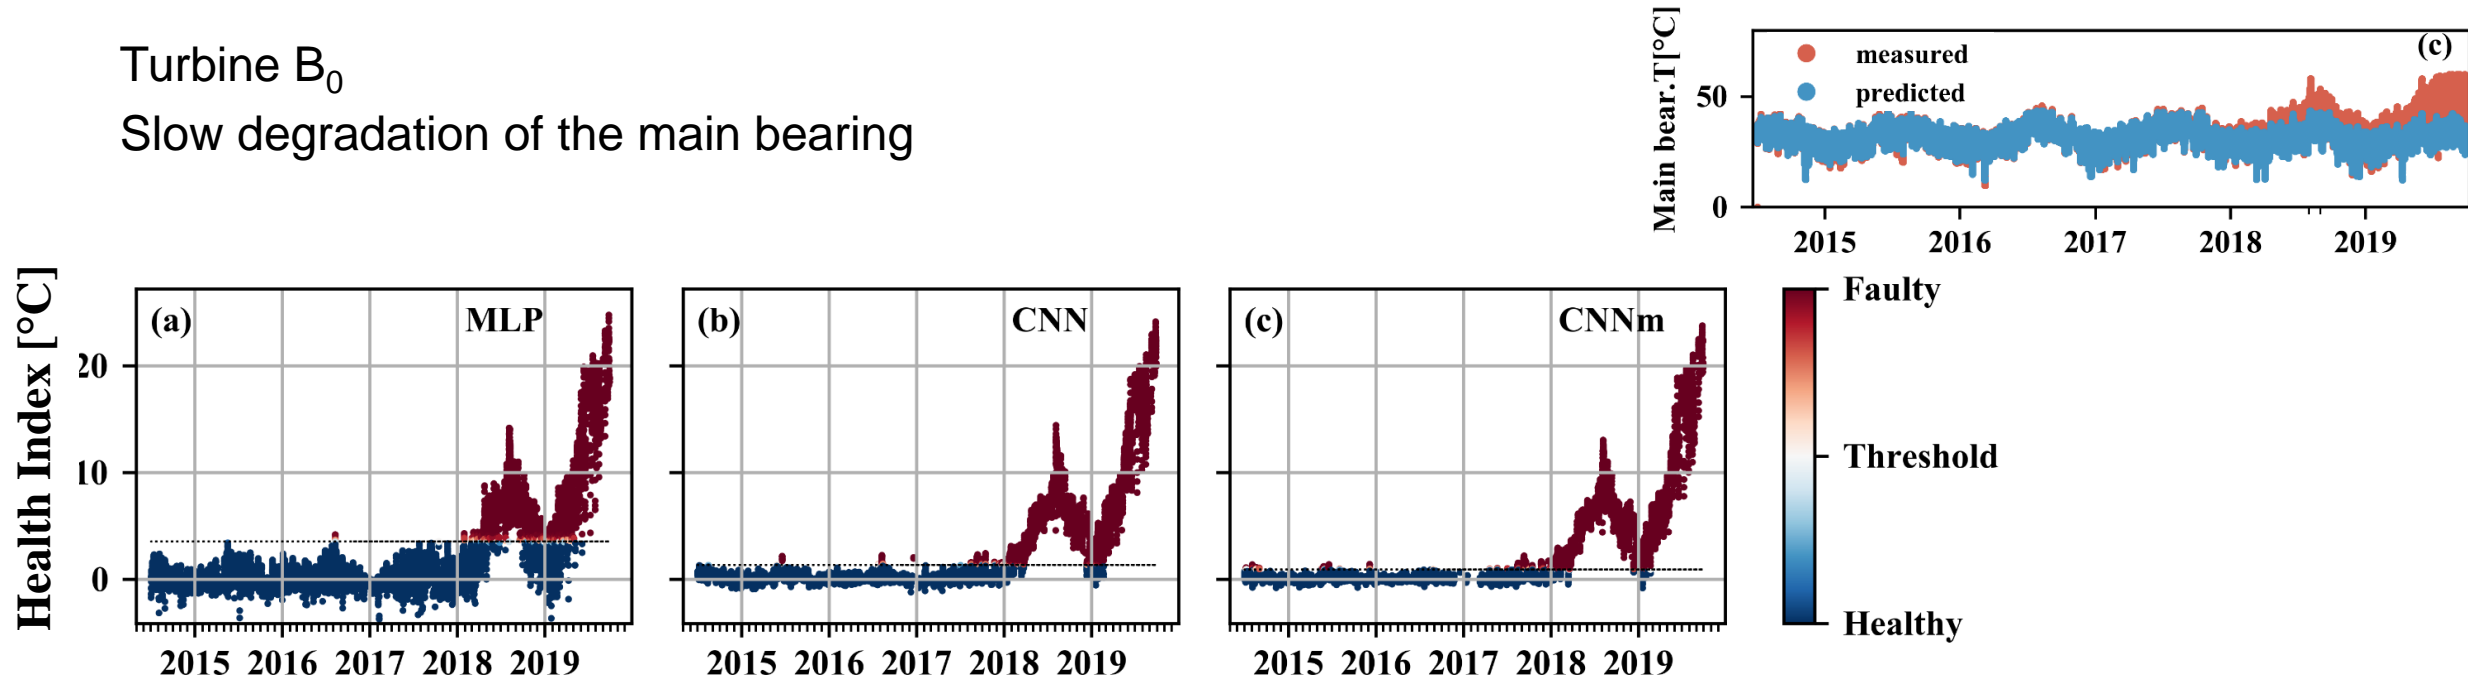 Turbine B0
Slow degradation of the main bearing
Main bear.T[°C]
50
0
measured
predicted
(c)
2015 2016 2017 2018 2019
Health Index [°C]
20
10
0
(a) MLP
2015 2016 2017 2018 2019
(b) CNN
2015 2016 2017 2018 2019
(c) CNNm
2015 2016 2017 2018 2019
Faulty
Threshold
Healthy